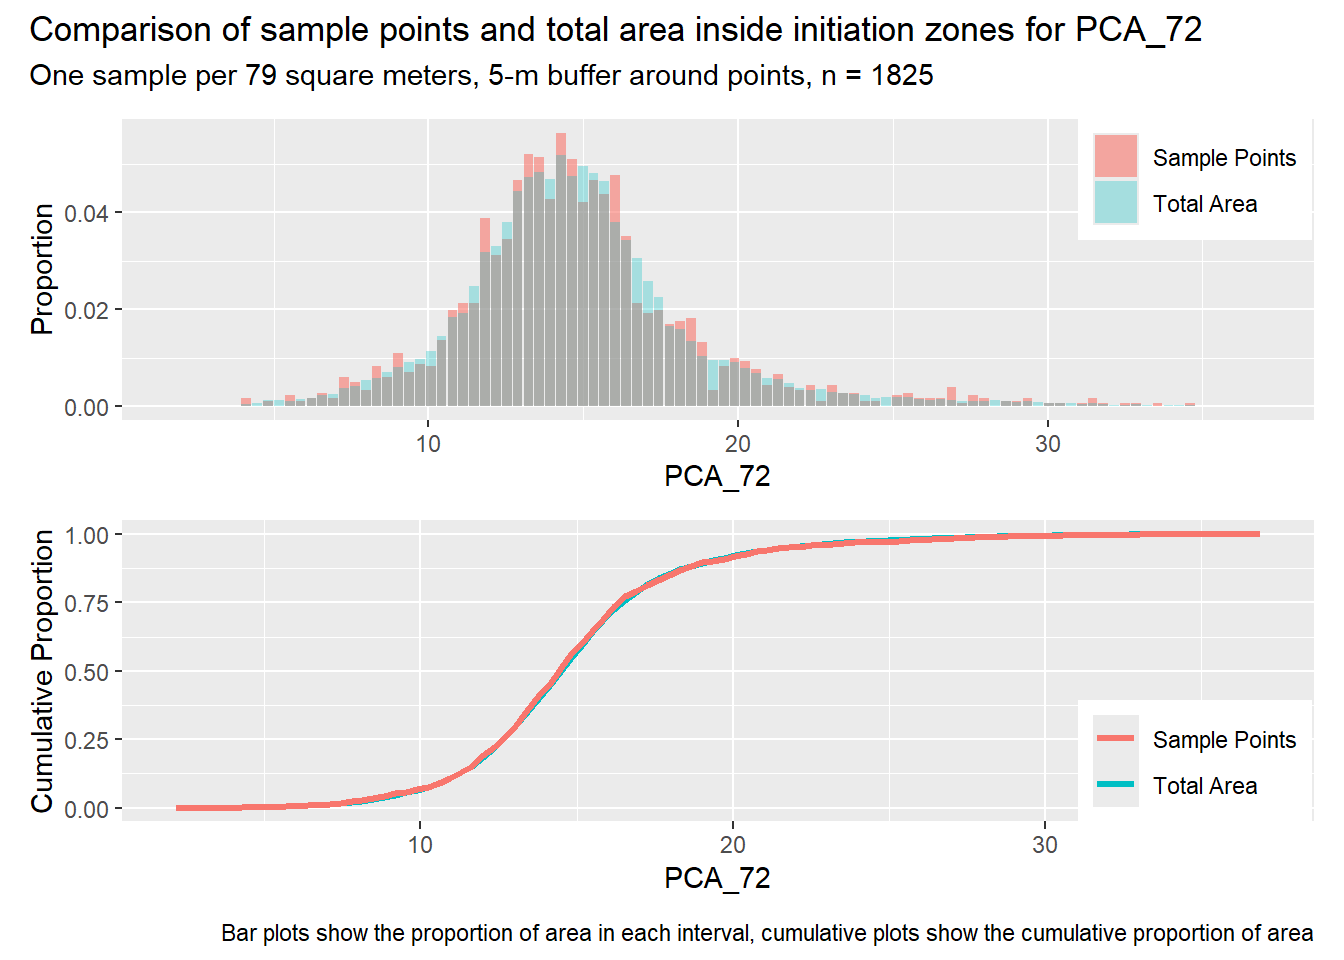 Comparison of sample points and total area inside initiation zones for PCA_72
One sample per 79 square meters, 5-m buffer around points, n = 1825
Proportion
0.04
0.02
0.00
Sample Points
Total Area
10
20
30
PCA_72
Cumulative Proportion
1.00
0.75
0.50
0.25
0.00
Sample Points
Total Area
10
20
30
PCA_72
Bar plots show the proportion of area in each interval, cumulative plots show the cumulative proportion of area